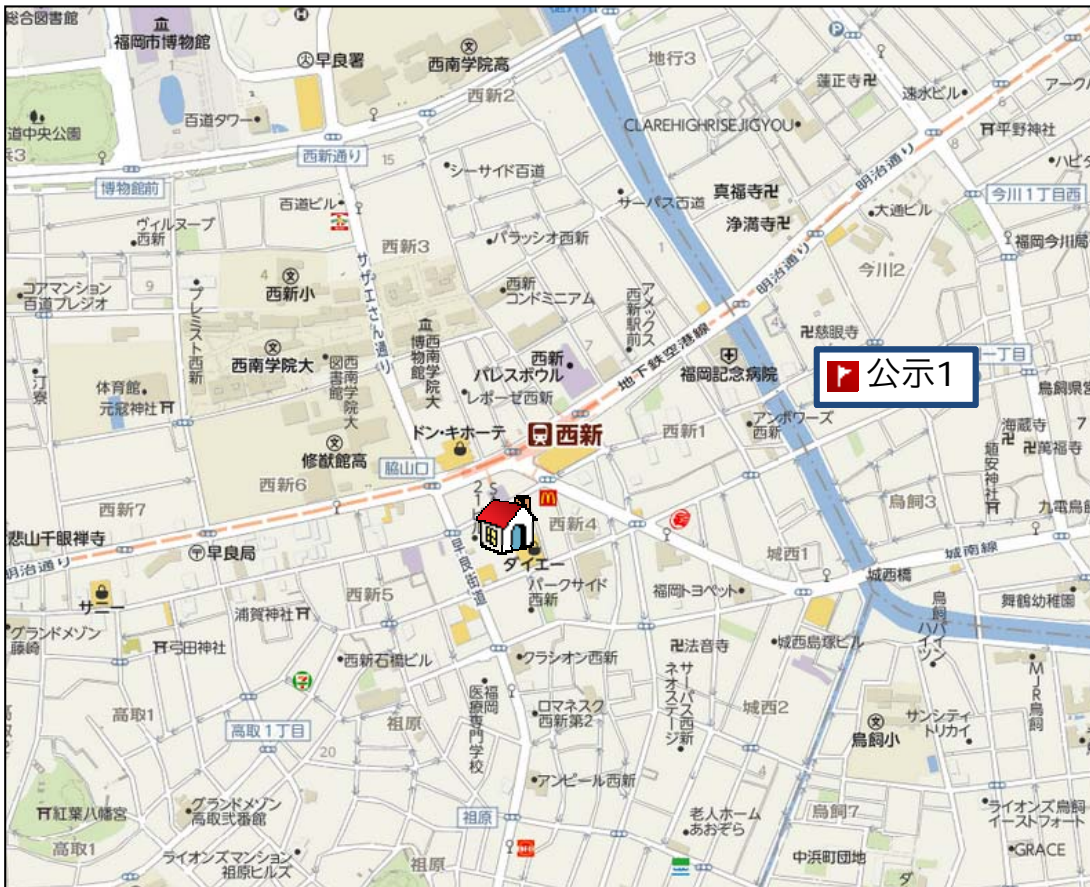 総合図書館
福岡市博物館
早良署
西南学院高
西新2
地行3
蓮正寺
速水ビル
百道タワー
CLAREHIGHRISEJIGYOU
平野神社
道中央公園
西新通り
15
シーサイド百道
明治通り
博物館前
百道ビル
サーパス百道
真福寺
浄満寺
大通ビル
今川1丁目西
ヴィルヌーブ
西新
西新3
パラッシオ西新
福岡今川局
今川2
コアマンション
百道プレジオ
9
プレミスト西新
4
西新小
サザエさん通り
西新
コンドミニアム
アメックス
西新駅前
明治通り
慈眼寺
西南学院大
西南学院大
図書館
西南学院大
博物館
西新
パレスボウル
レポーゼ西新
7
地下鉄空港線
福岡記念病院
公示1
一丁目
汀寮
体育館
元寇神社
ドン・キホーテ
西新
西新1
アンボワーズ
西新
海蔵寺
萬福寺
埴安神社
7
修猷館高
脇山口
西新6
西新7
西新4
鳥飼3
悲山千眼禅寺
早良局
明治通り
早良街道
ダイエー
パークサイド
西新
城西1
城南線
城西橋
福岡トヨペット
舞鶴幼稚園
サニー
西新5
浦賀神社
グランドメゾン
藤崎
弓田神社
西新石橋ビル
クラシオン西新
法音寺
城西島塚ビル
鳥飼
ハイツ
MJR鳥飼
高取1
福岡
医療専門学校
ロマネスク
西新第2
サーパス西新
ネオステージ
城西2
サンシティ
トリカイ
鳥飼小
高取1丁目
祖原
20
アンピール西新
4
紅葉八幡宮
グランドメゾン
高取弐番館
祖原
老人ホーム
あおぞら
鳥飼7
ライオンズ鳥飼
イーストフォート
高取1
ライオンズマンション
祖原ヒルズ
祖原
中浜町団地
GRACE